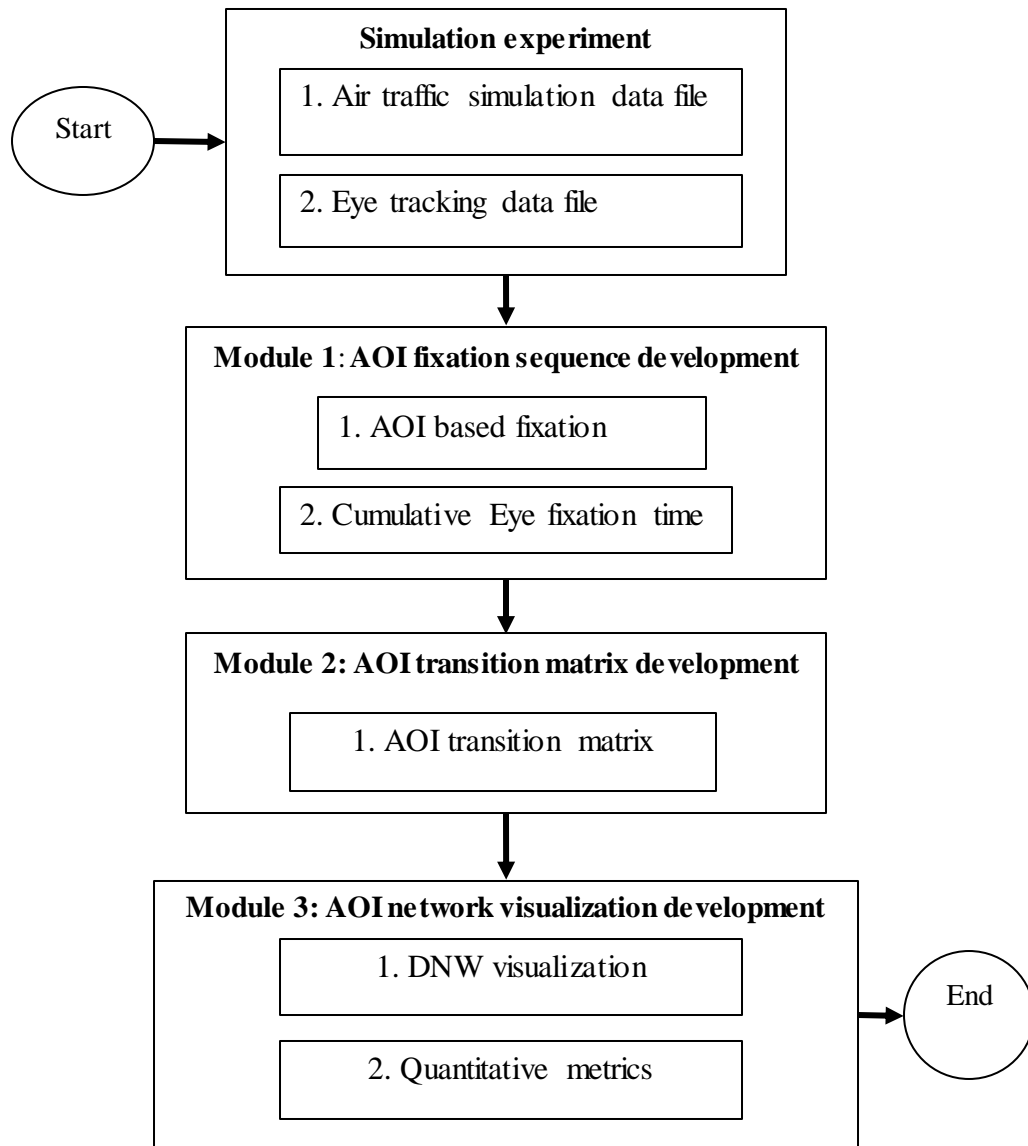 Simulation experiment
1. Air traffic simulation data file
Start
2. Eye tracking data file
Module 1: AOI fixation sequence development
1. AOI based fixation
2. Cumulative Eye fixation time
Module 2: AOI transition matrix development
1. AOI transition matrix
Module 3: AOI network visualization development
1. DNW visualization
End
2. Quantitative metrics